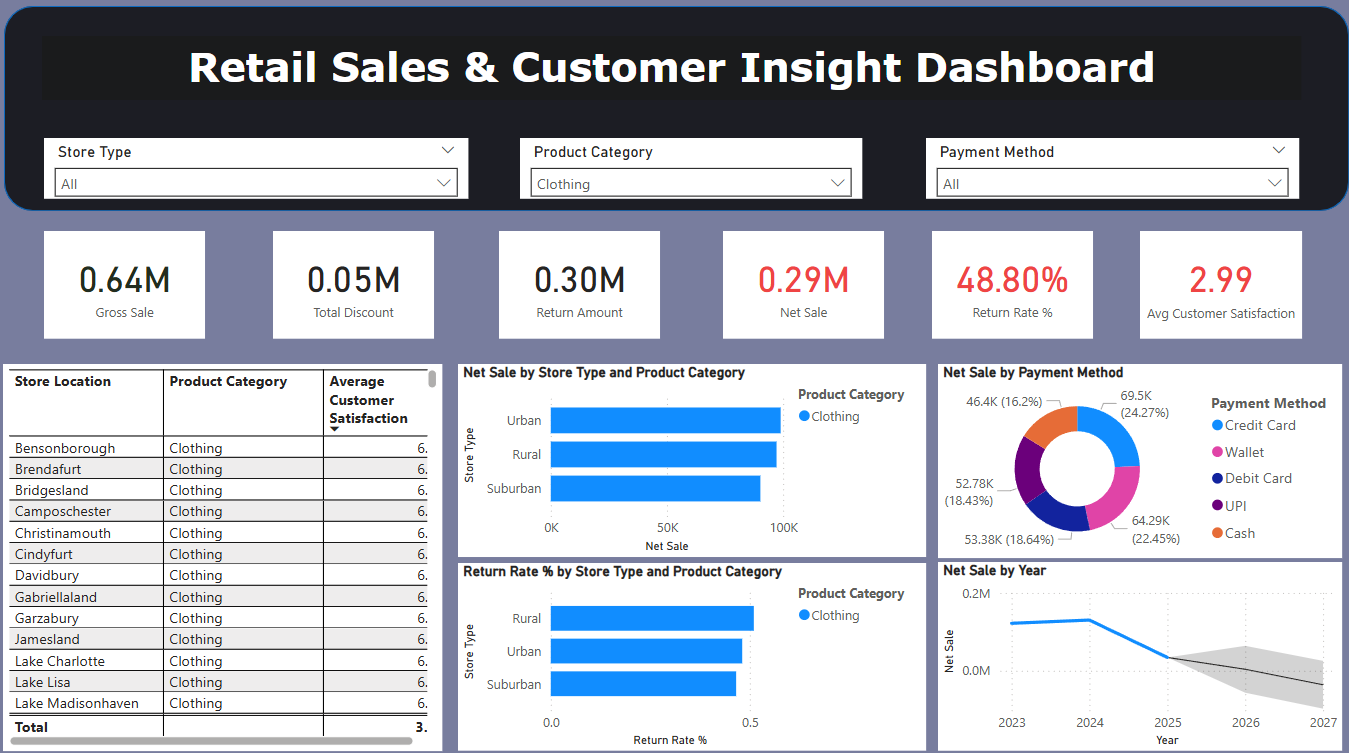 Retail Sales & Customer Insight Dashboard
Store Type
All
Product Category
Clothing
Payment Method
All
0.64M
Gross Sale
0.05M
Total Discount
0.30M
Return Amount
0.29M
Net Sale
48.80%
Return Rate %
2.99
Avg Customer Satisfaction
Store Location Product Category Average
Customer
Satisfaction
Bensonborough Clothing 6.
Brendafurt Clothing 6.
Bridgesland Clothing 6.
Camposchester Clothing 6.
Christinamouth Clothing 6.
Cindyfurt Clothing 6.
Davidbury Clothing 6.
Gabriellaland Clothing 6.
Garzabury Clothing 6.
Jamesland Clothing 6.
Lake Charlotte Clothing 6.
Lake Lisa Clothing 6.
Lake Madisonhaven Clothing 6.
Total 3.
Net Sale by Store Type and Product Category
Product Category
Clothing
Store Type
Urban
Rural
Suburban
0K 50K 100K
Net Sale
Return Rate % by Store Type and Product Category
Product Category
Clothing
Store Type
Rural
Urban
Suburban
0.0 0.5
Return Rate %
Net Sale by Payment Method
46.4K (16.2%)
69.5K
(24.27%)
52.78K
(18.43%)
53.38K (18.64%)
64.29K
(22.45%)
Payment Method
Credit Card
Wallet
Debit Card
UPI
Cash
Net Sale by Year
0.2M
0.0M
Net Sale
2023 2024 2025 2026 2027
Year